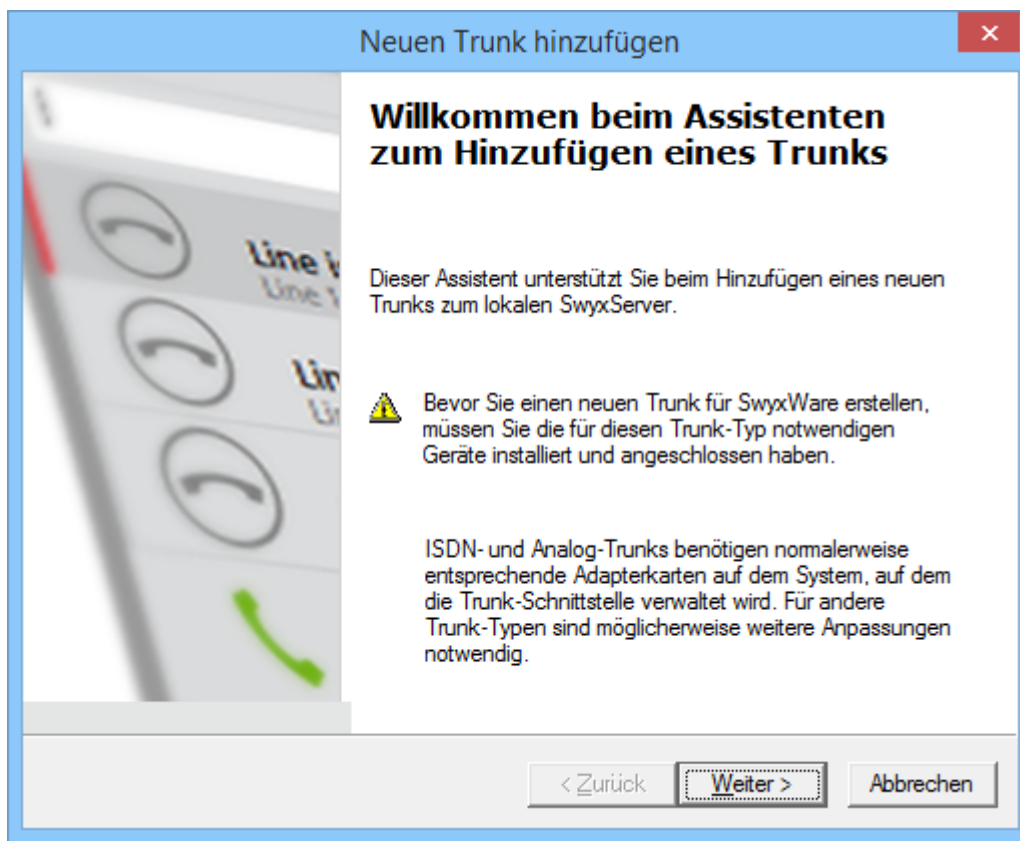 Neuen Trunk hinzufügen
Willkommen beim Assistenten
zum Hinzufügen eines Trunks
Line
Line
Lin
Dieser Assistent unterstützt Sie beim Hinzufügen eines neuen
Trunks zum lokalen SwyxServer.
Bevor Sie einen neuen Trunk für SwyxWare erstellen,
müssen Sie die für diesen Trunk-Typ notwendigen
Geräte installiert und angeschlossen haben.
ISDN- und Analog-Trunks benötigen normalerweise
entsprechende Adapterkarten auf dem System, auf dem
die Trunk-Schnittstelle verwaltet wird. Für andere
Trunk-Typen sind möglicherweise weitere Anpassungen
notwendig.
< Zurück
Weiter >
Abbrechen